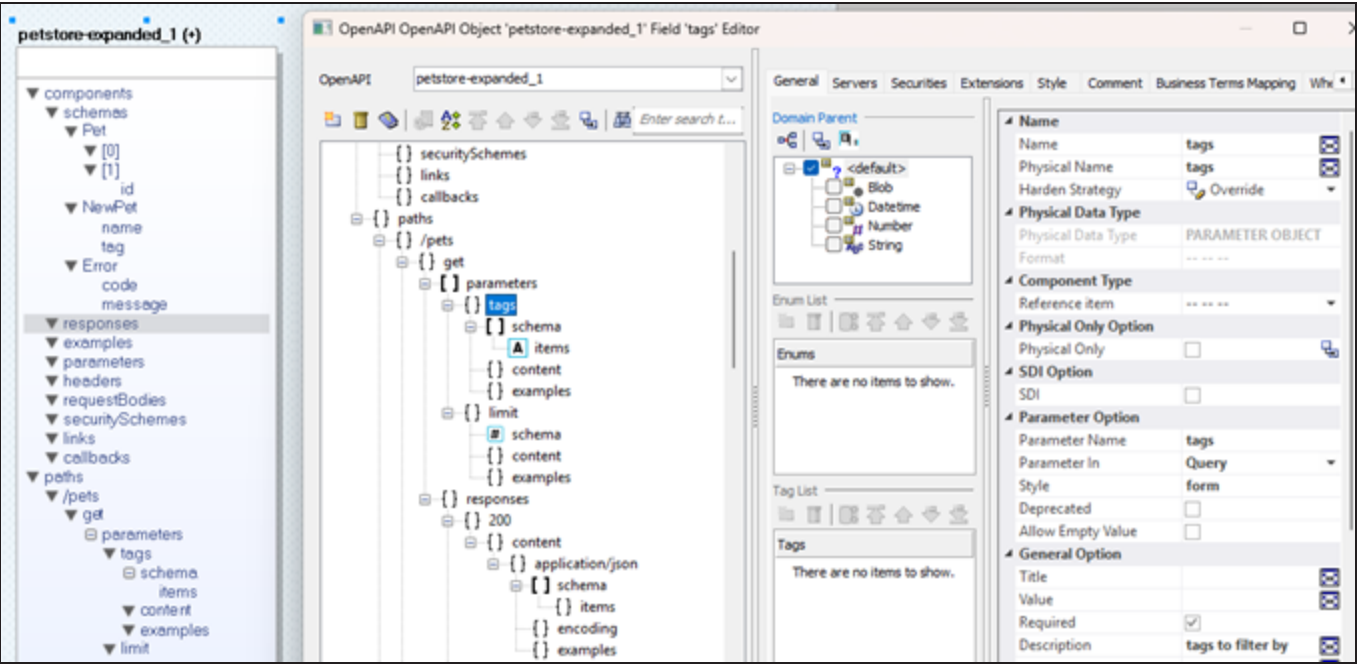 petstore-expanded_1 (+)
components
schemas
Pet
[0]
[1]
id
NewPet
name
tag
Error
code
message
responses
examples
parameters
headers
requestBodies
securitySchemes
links
callbacks
paths
/pets
get
parameters
tags
schema
items
content
examples
limit
OpenAPI OpenAPI Object 'petstore-expanded_1' Field 'tags' Editor
OpenAPI petstore-expanded_1
Enter search t...
{} securitySchemes
{} links
{} callbacks
{} paths
{} /pets
{} get
[] parameters
{} tags
[] schema
A items
{} content
{} examples
{} limit
# schema
{} content
{} examples
{} responses
{} 200
{} content
{} application/json
[] schema
{} items
{} encoding
{} examples
General Servers Securities Extensions Style Comment Business Terms Mapping Whe
Domain Parent
<default>
Blob
Datetime
Number
String
Enum List
Enums
There are no items to show.
Tag List
Tags
There are no items to show.
Name
Name tags
Physical Name tags
Harden Strategy Override
Physical Data Type
Physical Data Type PARAMETER OBJECT
Format -- -- --
Component Type
Reference item -- -- --
Physical Only Option
Physical Only
SDI Option
SDI
Parameter Option
Parameter Name tags
Parameter In Query
Style form
Deprecated
Allow Empty Value
General Option
Title
Value
Required
Description tags to filter by